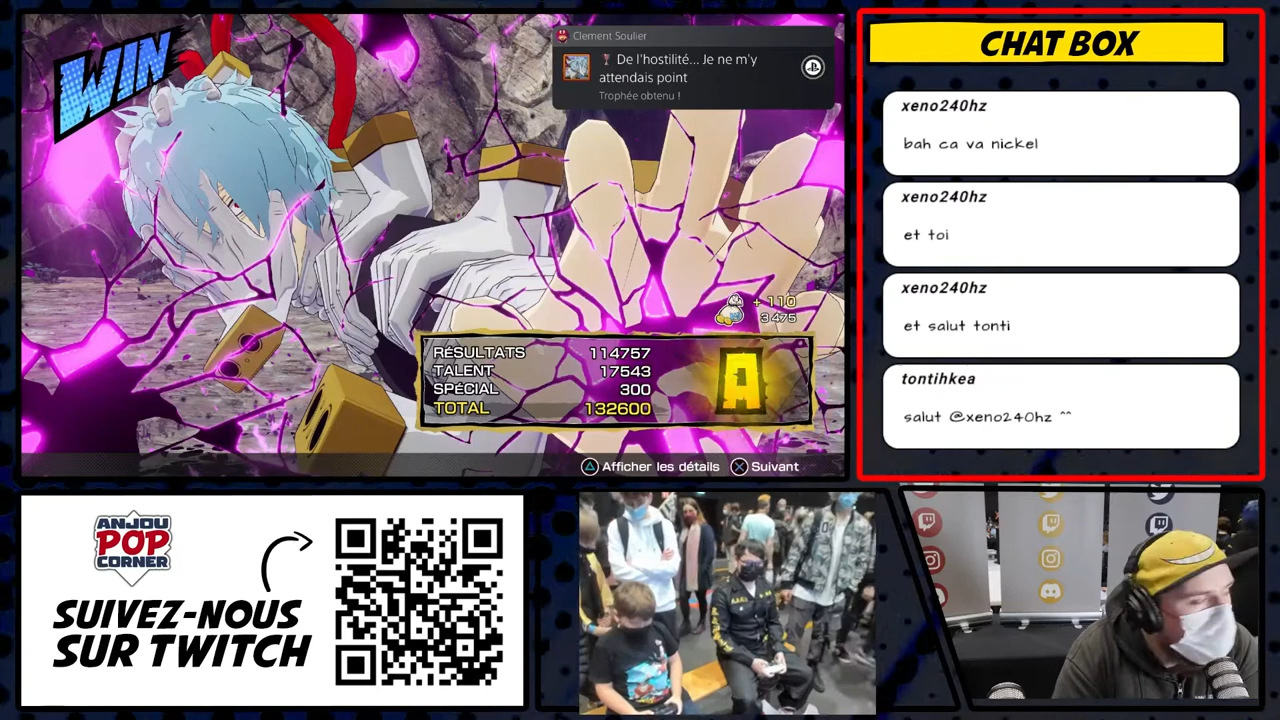 WIN
Clement Soulier
De l'hostilité... Je ne m'y
attendais point
Trophée obtenu !
+ 110
3 475
RÉSULTATS 114757
TALENT 17543
SPÉCIAL 300
TOTAL 132600
A
Afficher les détails
Suivant
CHAT BOX
xeno240hz
bah ca va nickel
xeno240hz
et toi
xeno240hz
et salut tonti
tontihkea
salut @xeno240hz ^^
ANJOU
POP
CORNER
SUIVEZ-NOUS
SUR TWITCH